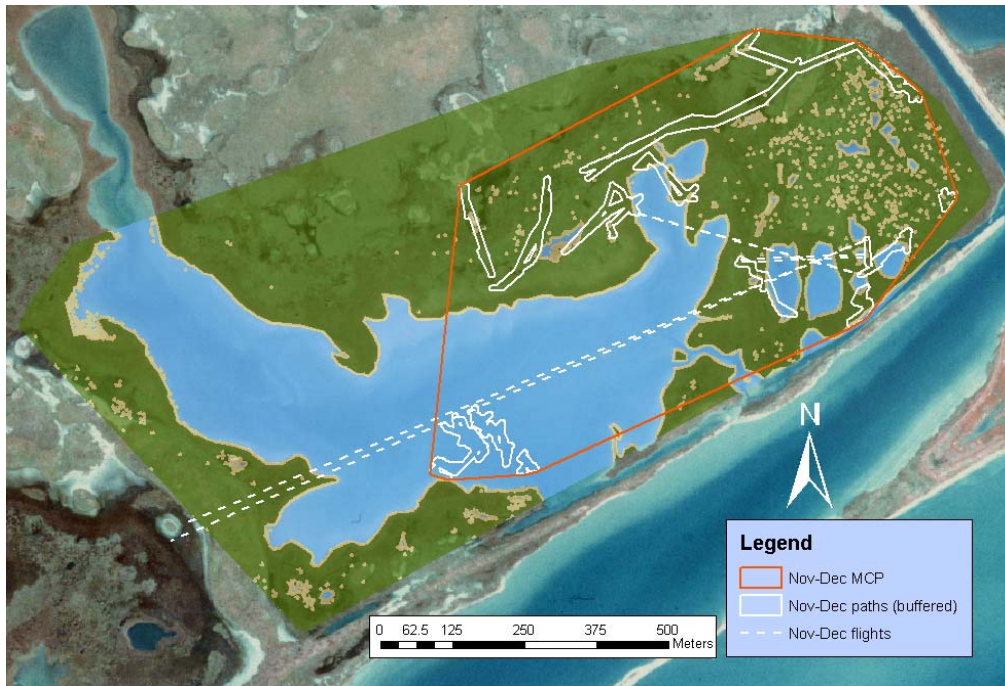 N
Legend
Nov-Dec MCP
Nov-Dec paths (buffered)
Nov-Dec flights
0 62.5 125 250 375 500
Meters